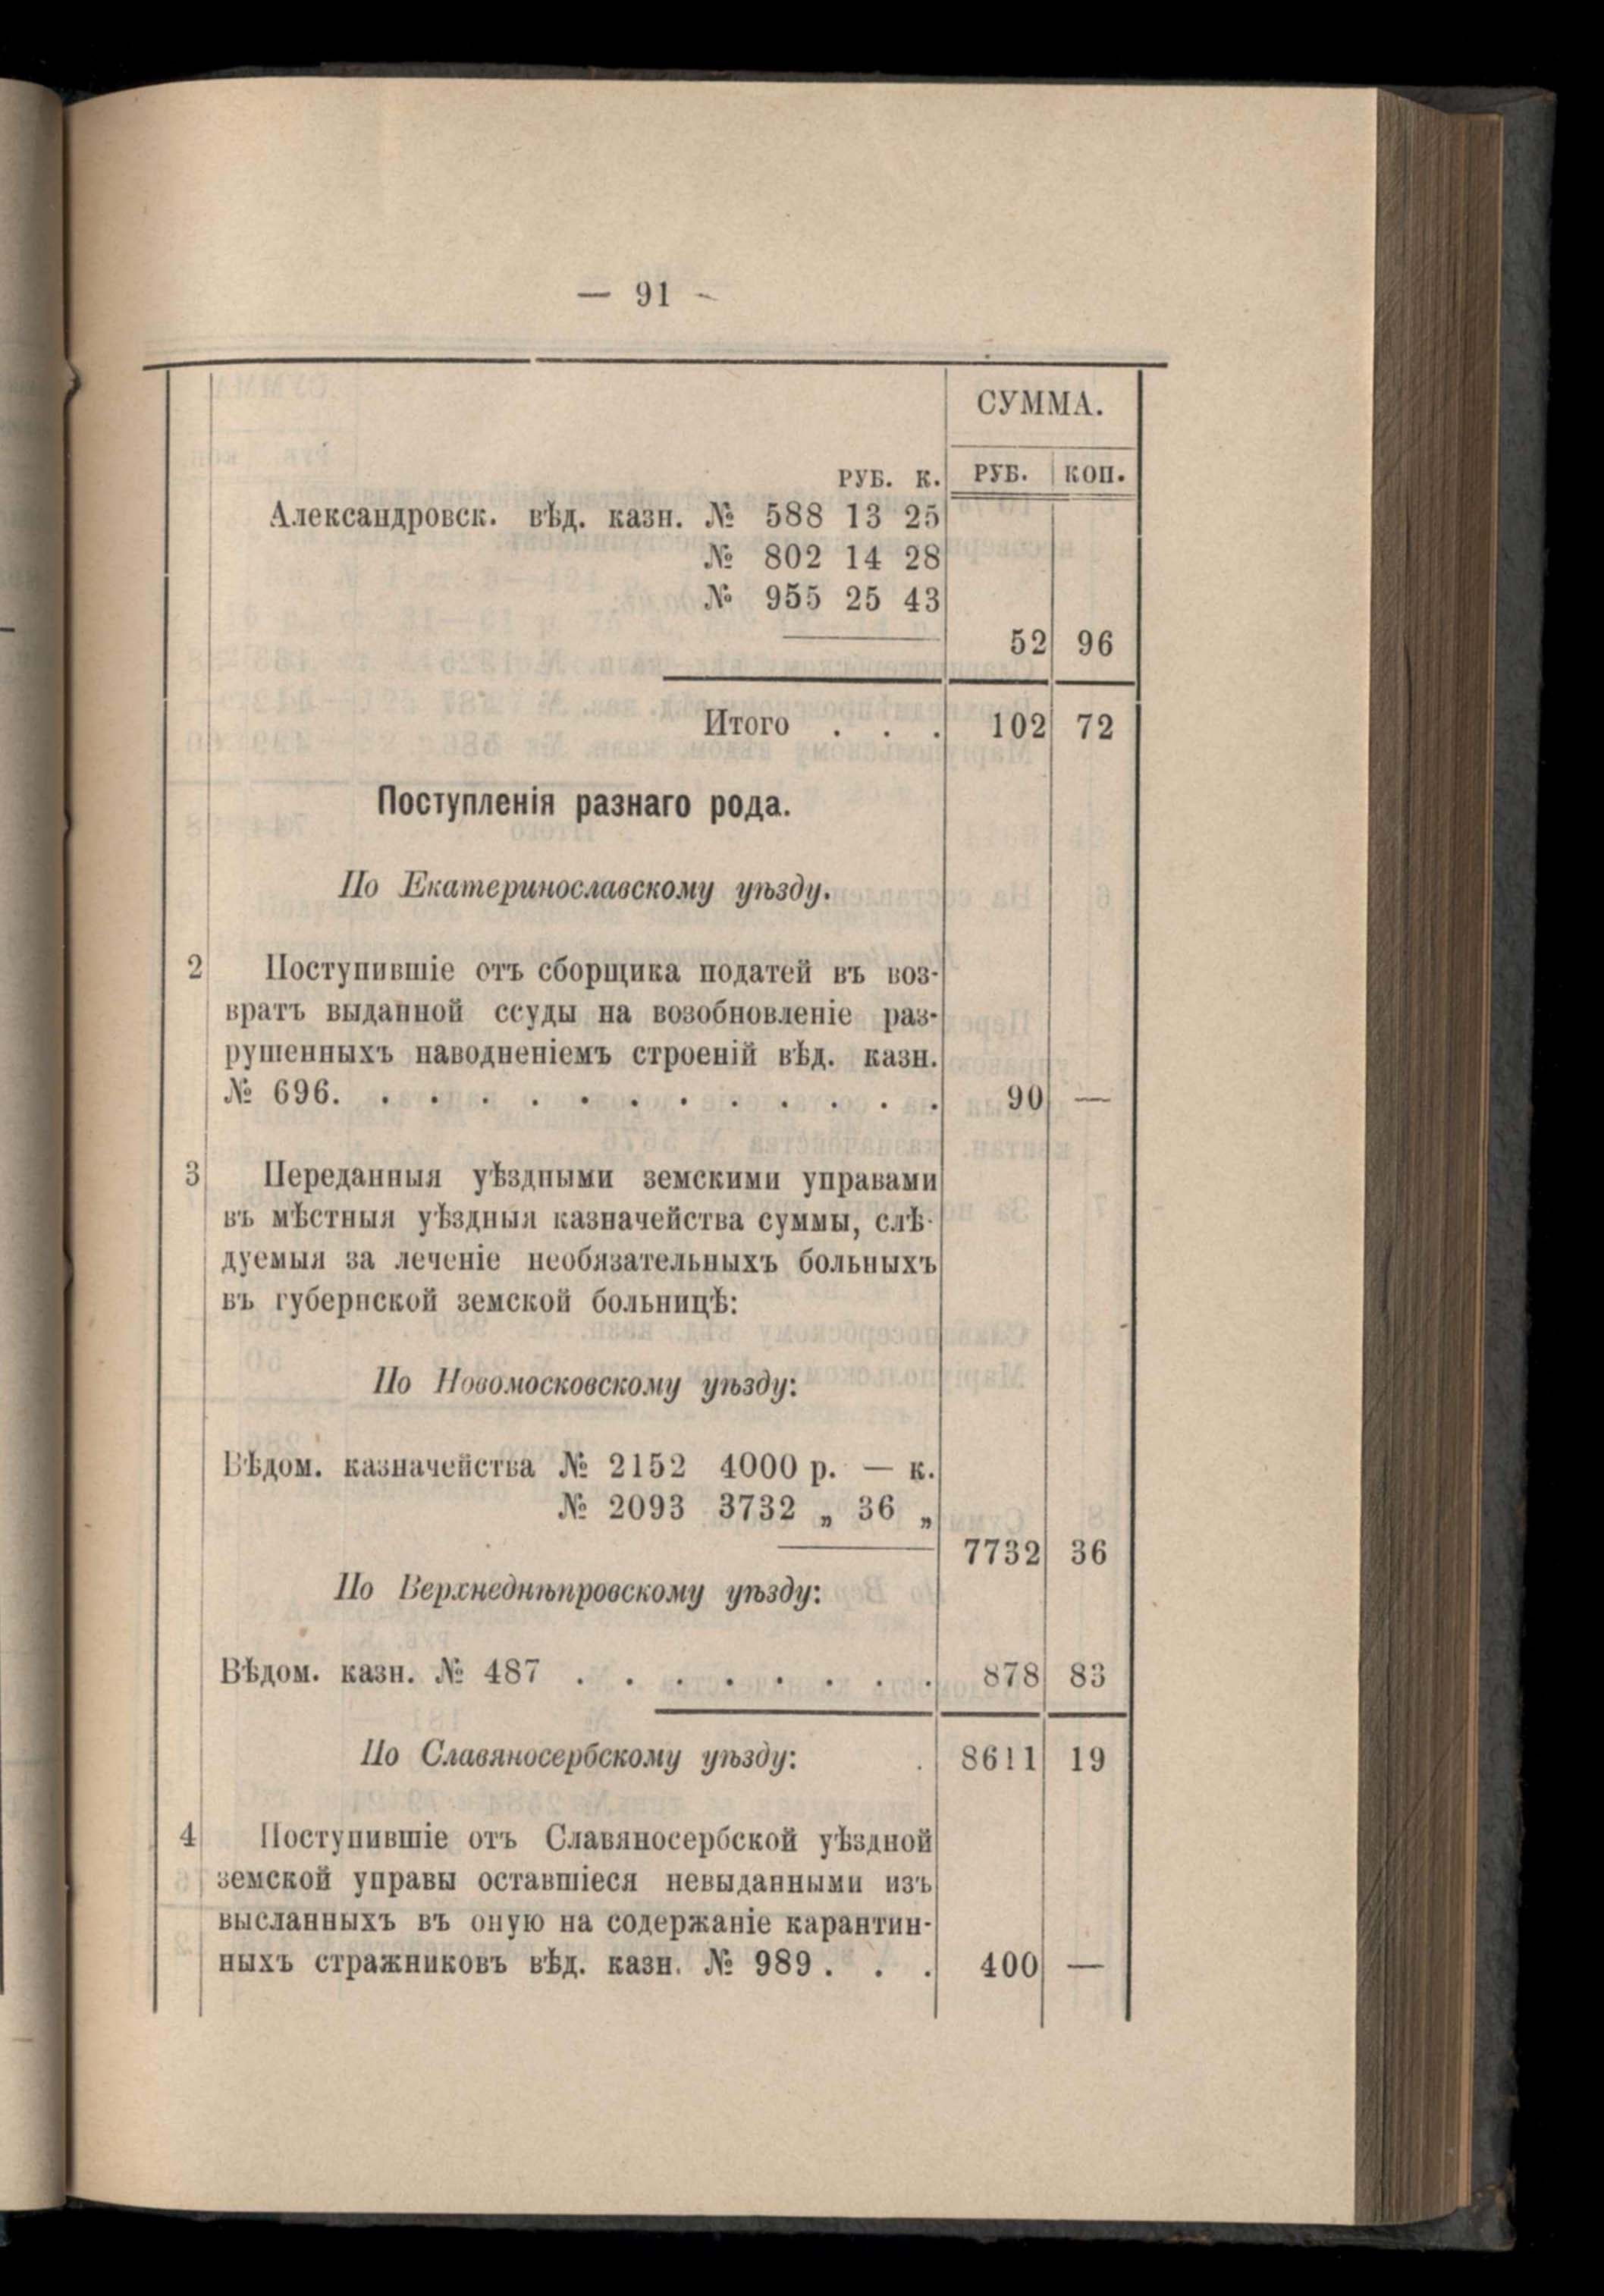 — 91 -
СУММА.
РУБ. К. РУБ. КОП.
Александровск. вѣд. казн. № 588 13 25
№ 802 14 28
№ 955 25 43
52 96
Итого . . . 102 72
Поступленія разнаго рода.
По Екатеринославскому уѣзду.
2 Поступившіе отъ сборщика податей въ воз-
вратъ выданной ссуды на возобновленіе раз-
рушенныхъ наводненіемъ строеній вѣд. казн.
№ 696. . . . . . . . . . . . . 90 —
3 Переданныя уѣздными земскими управами
въ мѣстныя уѣздныя казначейства суммы, слѣ-
дуемыя за леченіе необязательныхъ больныхъ
въ губернской земской больницѣ:
По Новомосковскому уѣзду:
Вѣдом. казначейства № 2152 4000 р. — к.
№ 2093 3732 „ 36 „
7732 36
По Верхнеднѣпровскому уѣзду:
Вѣдом. казн. № 487 . . . . . . . . 878 83
По Славяносербскому уѣзду: . 8611 19
4 Поступившіе отъ Славяносербской уѣздной
земской управы оставшіеся невыданными изъ
высланныхъ въ оную на содержаніе карантин-
ныхъ стражниковъ вѣд. казн. № 989 . . . 400 —